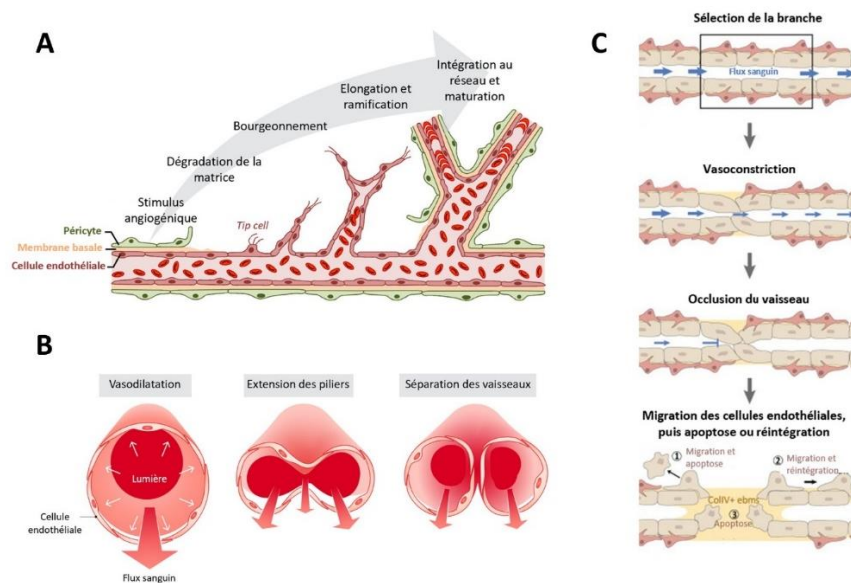 A
Stimulus
angiogénique
Dégradation de la
matrice
Bourgeonnement
Elongation et
ramification
Intégration au
réseau et
maturation
Péricyte
Membrane basale
Cellule endothéliale
Tip cell
B
Vasodilatation
Extension des piliers
Séparation des vaisseaux
Lumière
Cellule
endothéliale
Flux sanguin
C
Sélection de la branche
Flux sanguin
Vasoconstriction
Occlusion du vaisseau
Migration des cellules endothéliales,
puis apoptose ou réintégration
① Migration et
apoptose
② Migration et
réintégration...
ColIV+ ebms
③
Apoptose